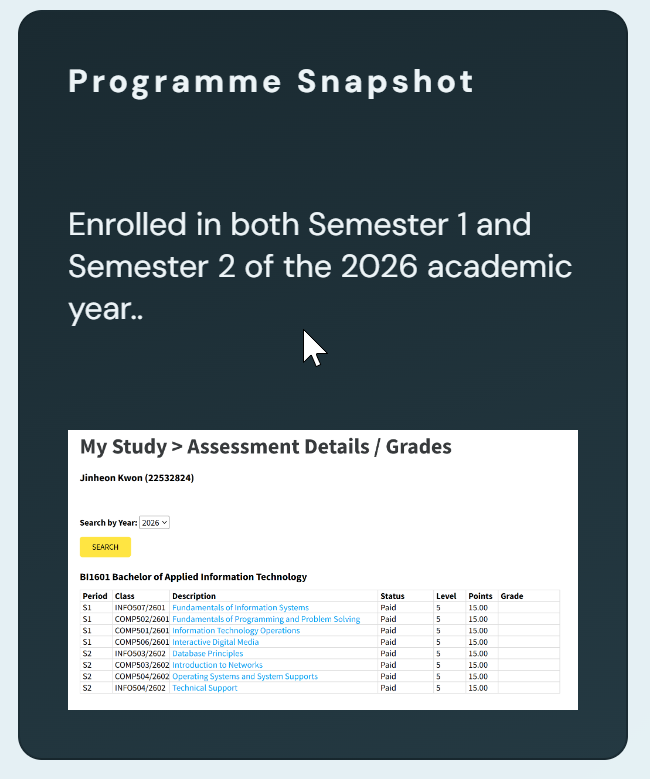 Programme Snapshot
Enrolled in both Semester 1 and
Semester 2 of the 2026 academic
year..
My Study > Assessment Details / Grades
Jinheon Kwon (22532824)
Search by Year: 2026
SEARCH
BI1601 Bachelor of Applied Information Technology
Period Class Description Status Level Points Grade
S1 INFO507/2601 Fundamentals of Information Systems Paid 5 15.00
S1 COMP502/2601 Fundamentals of Programming and Problem Solving Paid 5 15.00
S1 COMP501/2601 Information Technology Operations Paid 5 15.00
S1 COMP506/2601 Interactive Digital Media Paid 5 15.00
S2 INFO503/2602 Database Principles Paid 5 15.00
S2 COMP503/2602 Introduction to Networks Paid 5 15.00
S2 COMP504/2602 Operating Systems and System Supports Paid 5 15.00
S2 INFO504/2602 Technical Support Paid 5 15.00